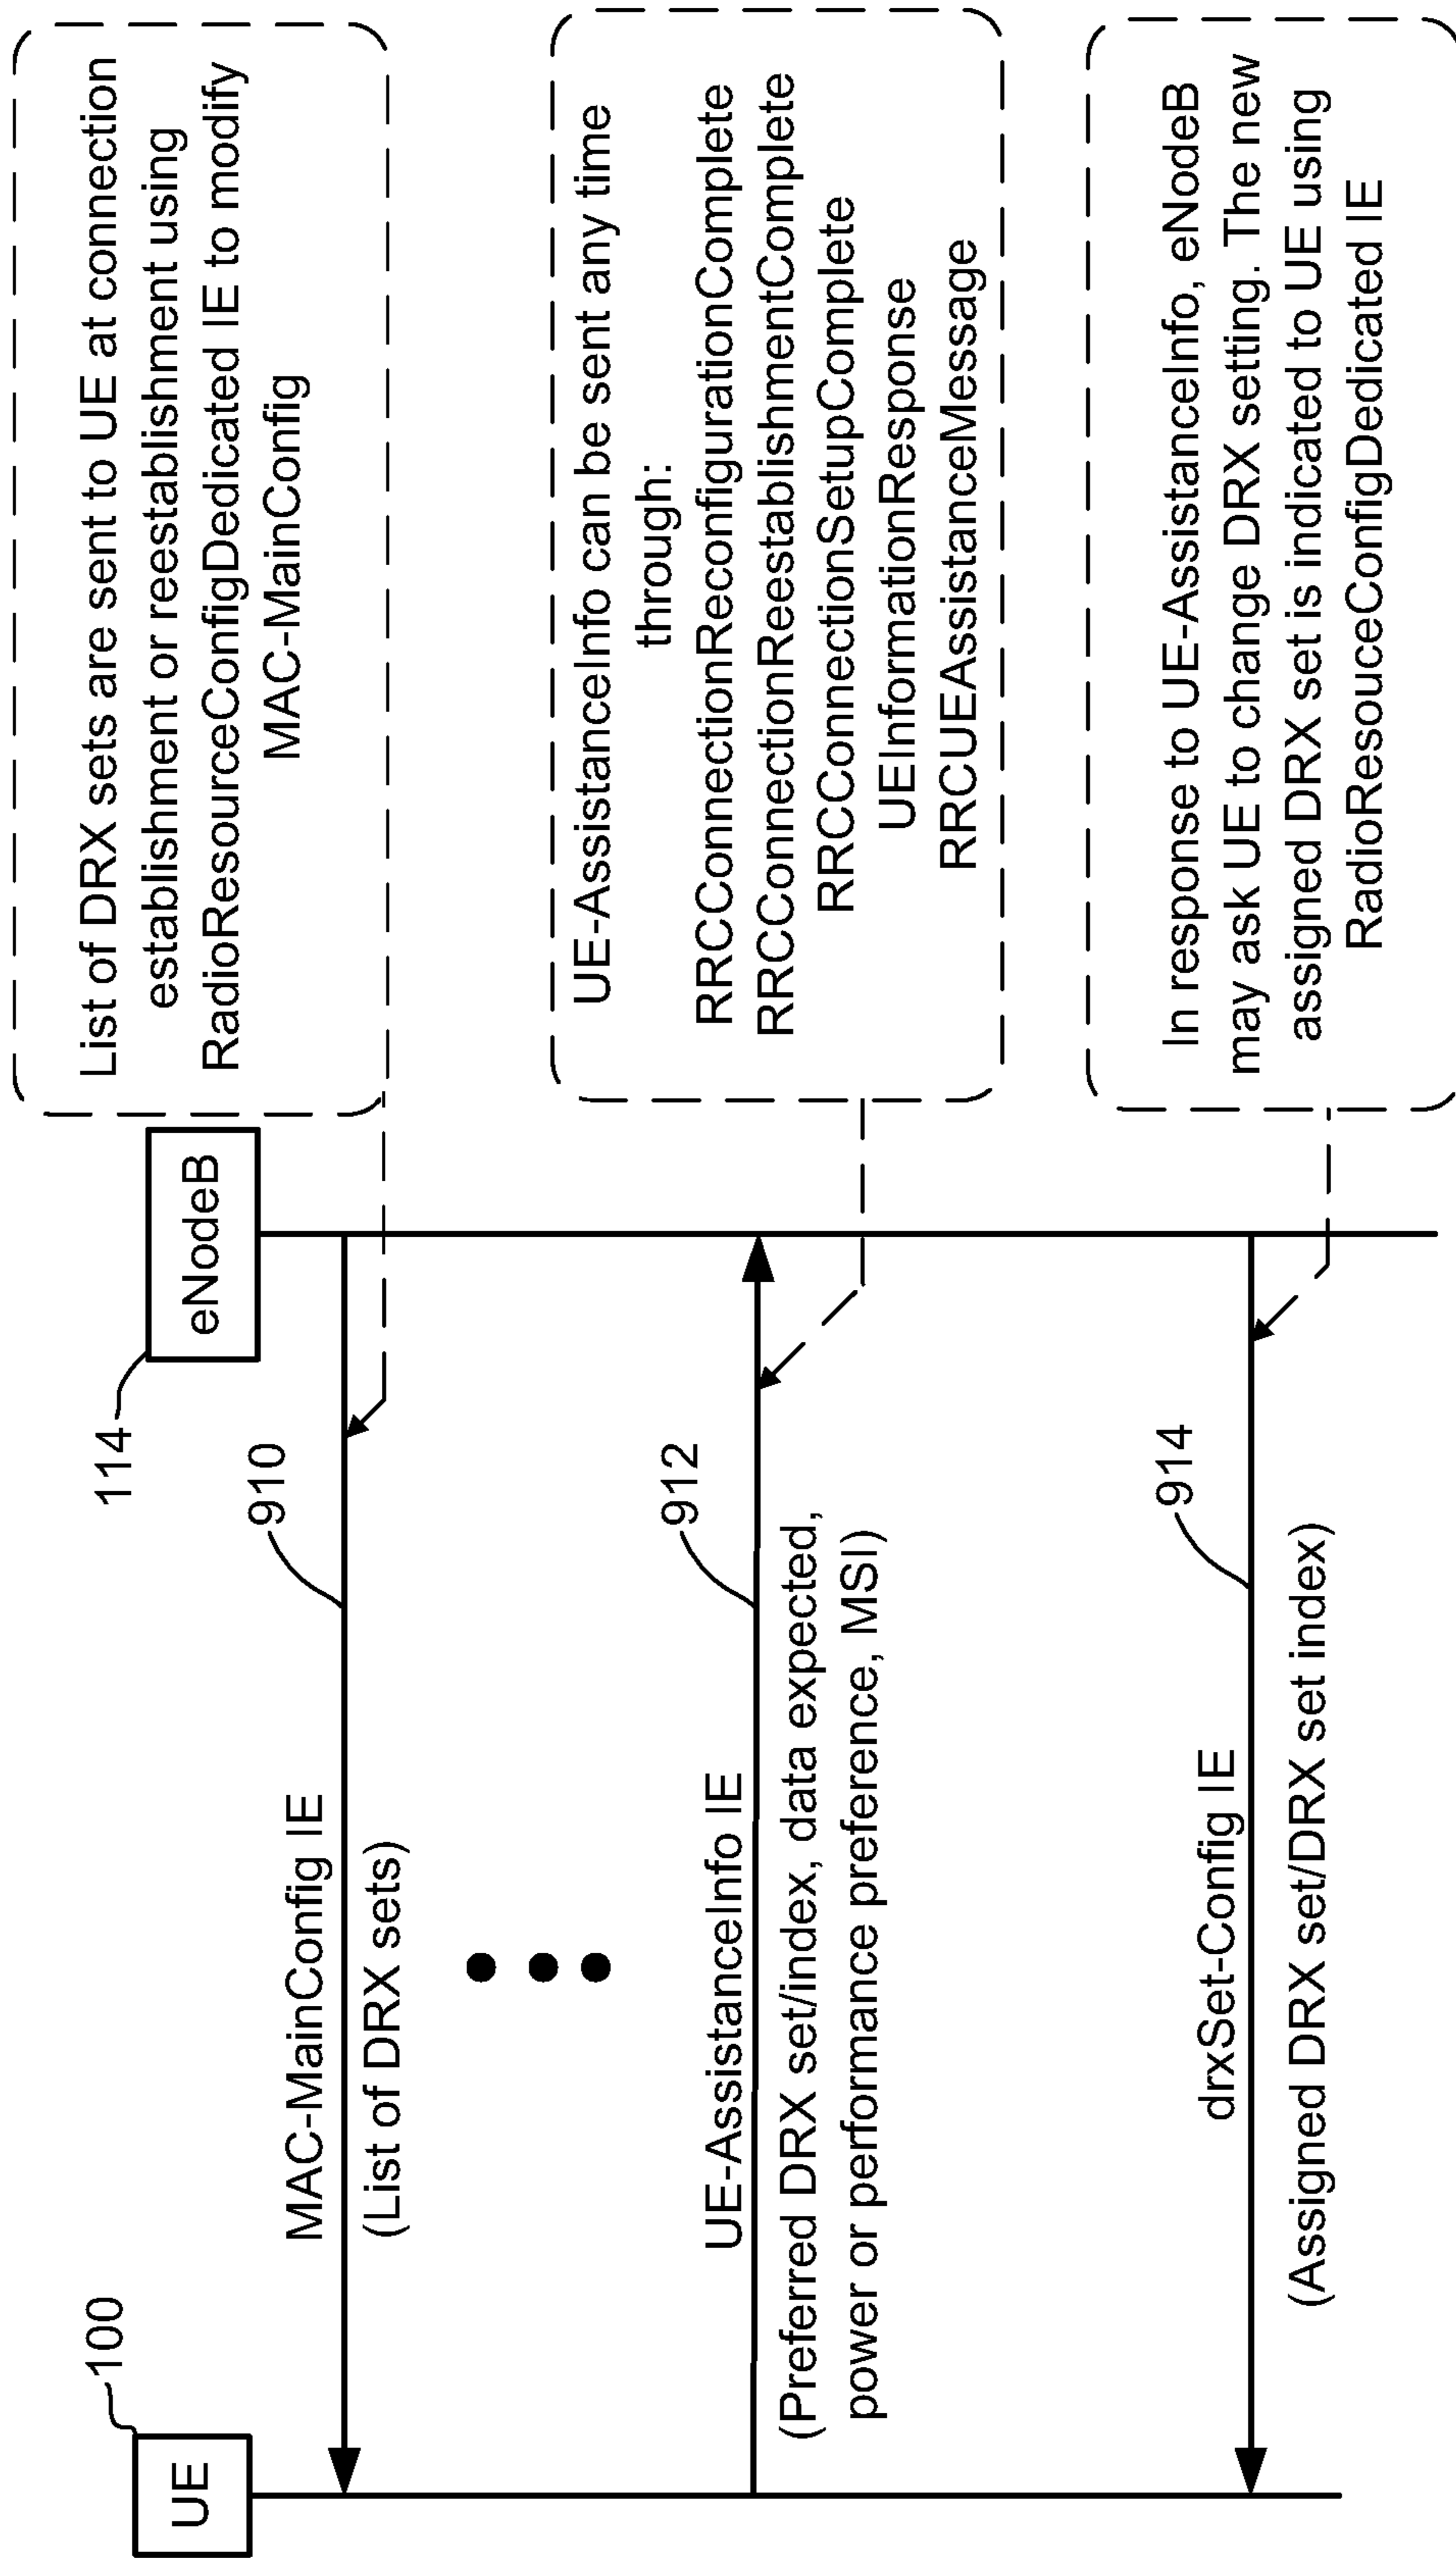 100
UE
114
eNodeB
List of DRX sets are sent to UE at connection
establishment or reestablishment using
RadioResourceConfigDedicated IE to modify
MAC-MainConfig
910
MAC-MainConfig IE
(List of DRX sets)
UE-AssistanceInfo can be sent any time
through:
RRCConnectionReconfigurationComplete
RRCConnectionReestablishmentComplete
RRCConnectionSetupComplete
UEInformationResponse
RRCUEAssistanceMessage
912
UE-AssistanceInfo IE
(Preferred DRX set/index, data expected,
power or performance preference, MSI)
In response to UE-AssistanceInfo, eNodeB
may ask UE to change DRX setting. The new
assigned DRX set is indicated to UE using
RadioResouceConfigDedicated IE
914
drxSet-Config IE
(Assigned DRX set/DRX set index)